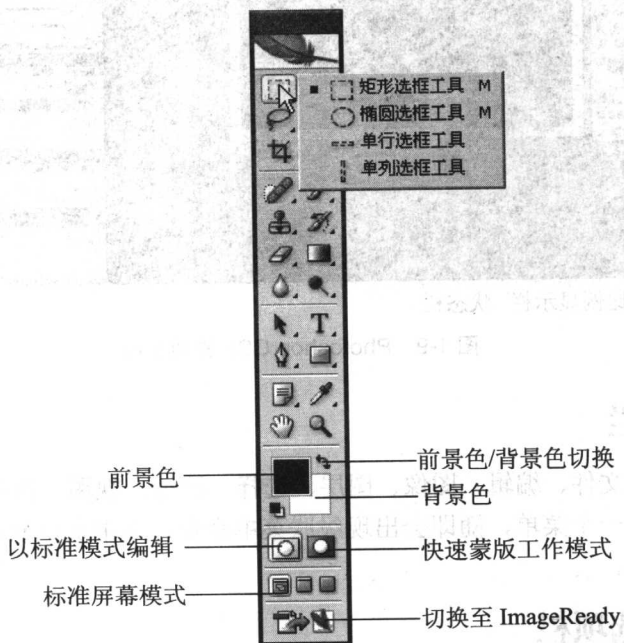 矩形选框工具 M
椭圆选框工具 M
单行选框工具
单列选框工具
T
前景色
前景色/背景色切换
背景色
以标准模式编辑
快速蒙版工作模式
标准屏幕模式
切换至 ImageReady